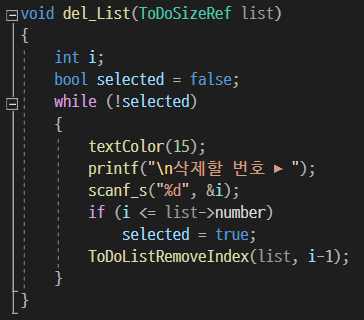 void del_List(ToDoSizeRef list)
{
int i;
bool selected = false;
while (!selected)
{
textColor(15);
printf("\n삭제할 번호 ▶ ");
scanf_s("%d", &i);
if (i <= list->number)
selected = true;
ToDoListRemoveIndex(list, i-1);
}
}